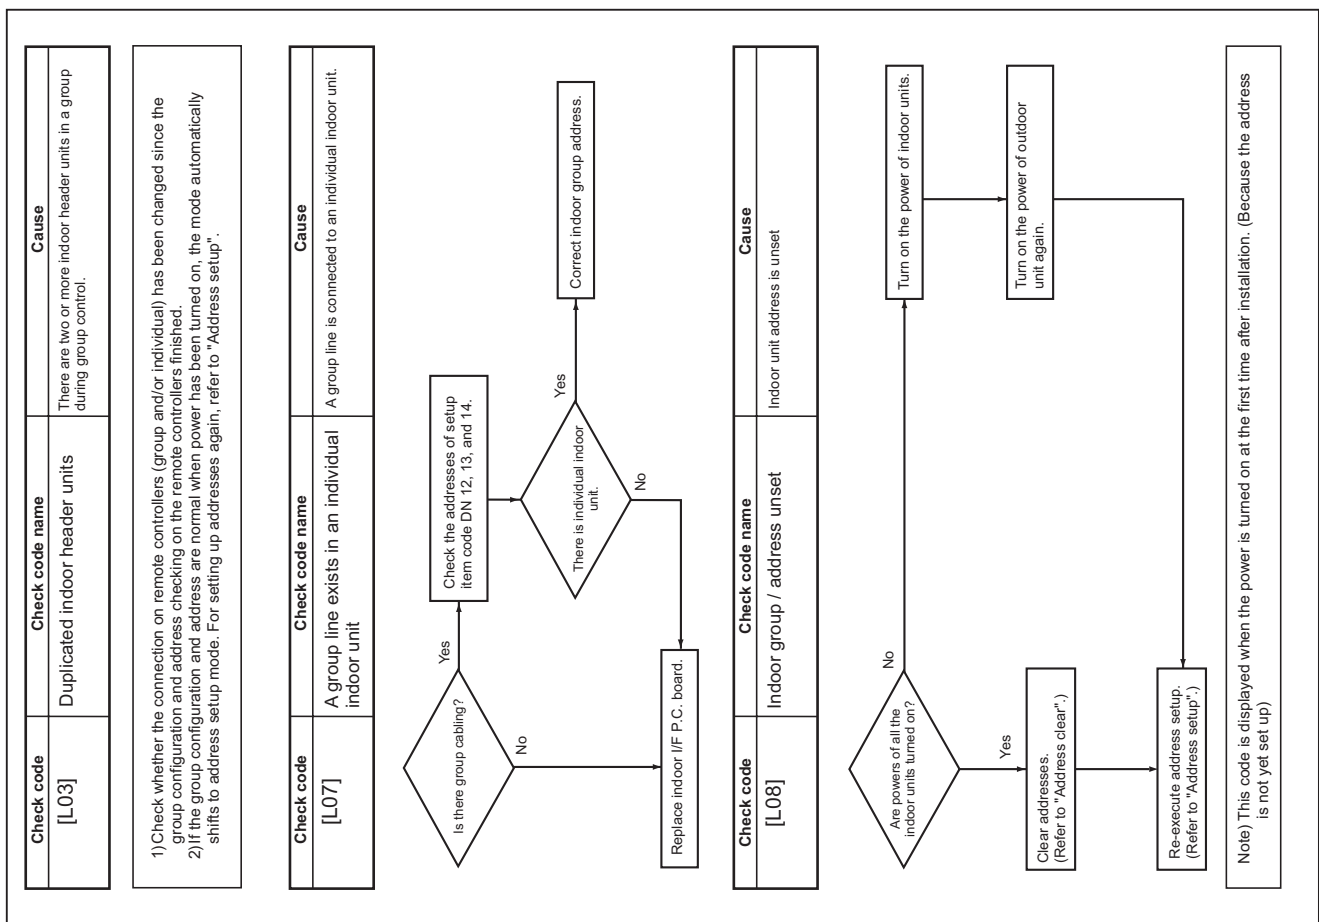 Check code
Check code name
Cause
[L03]
Duplicated indoor header units
There are two or more indoor header units in a group
during group control.
1) Check whether the connection on remote controllers (group and/or individual) has been changed since the
group configuration and address checking on the remote controllers finished.
2) If the group configuration and address are normal when power has been turned on, the mode automatically
shifts to address setup mode. For setting up addresses again, refer to "Address setup".
Check code
Check code name
Cause
[L07]
A group line exists in an individual
indoor unit
A group line is connected to an individual indoor unit.
Is there group cabling?
Yes
No
Check the addresses of setup
item code DN 12, 13, and 14.
There is individual indoor
unit.
Yes
No
Correct indoor group address.
Replace indoor I/F P.C. board.
Check code
Check code name
Cause
[L08]
Indoor group / address unset
Indoor unit address is unset
Are powers of all the
indoor units turned on?
No
Yes
Turn on the power of indoor units.
Turn on the power of outdoor
unit again.
Clear addresses.
(Refer to "Address clear".)
Re-execute address setup.
(Refer to "Address setup".)
Note) This code is displayed when the power is turned on at the first time after installation. (Because the address
is not yet set up)